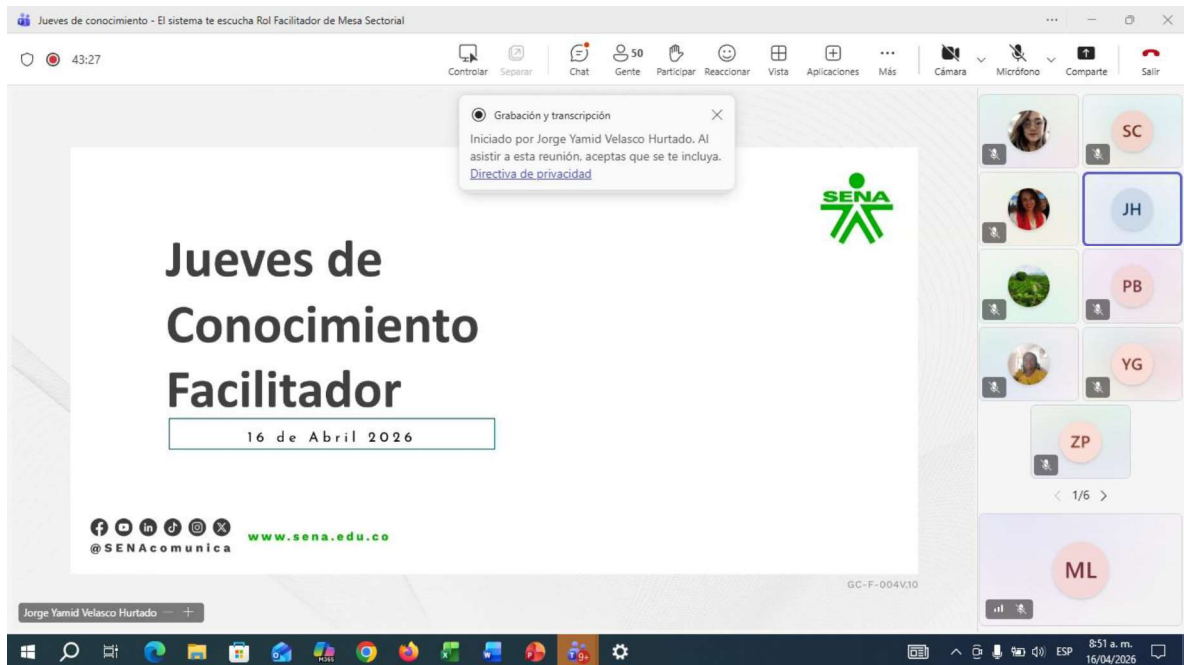 Jueves de conocimiento - El sistema te escucha Rol Facilitador de Mesa Sectorial
43:27
Controlar
Separar
Chat
50
Gente
Participar
Reaccionar
Vista
Aplicaciones
Más
Cámara
Micrófono
Comparte
Salir
Grabación y transcripción
Iniciado por Jorge Yamid Velasco Hurtado. Al
asistir a esta reunión, aceptas que se te incluya.
Directiva de privacidad
SENA
Jueves de
Conocimiento
Facilitador
16 de Abril 2026
@SENAcomunica
www.sena.edu.co
GC-F-004V.10
Jorge Yamid Velasco Hurtado
SC
JH
PB
YG
ZP
1/6
ML
M365
9+
ESP
8:51 a. m.
16/04/2026